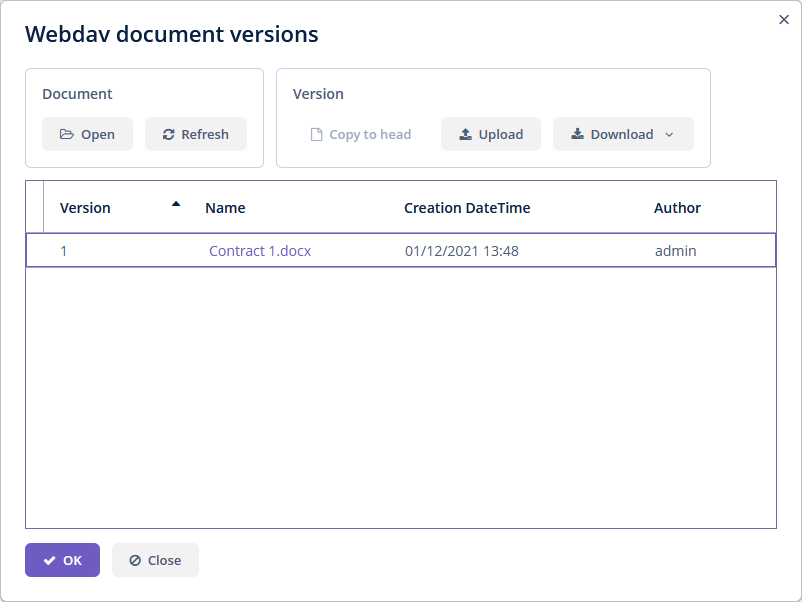 Webdav document versions
Document
Open Refresh
Version
Copy to head Upload Download
Version Name Creation DateTime Author
1 Contract 1.docx 01/12/2021 13:48 admin
OK Close